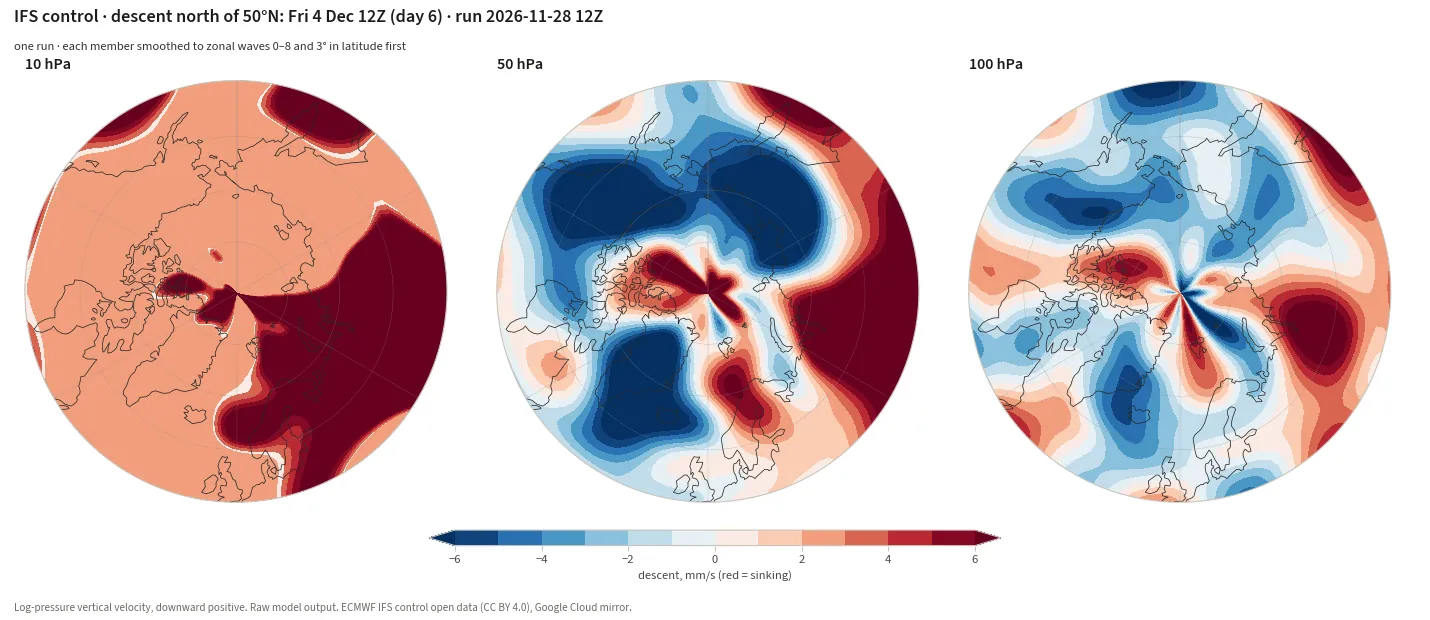 IFS control · descent north of 50°N: Fri 4 Dec 12Z (day 6) · run 2026-11-28 12Z
one run · each member smoothed to zonal waves 0–8 and 3° in latitude first
10 hPa
50 hPa
100 hPa
−6
−4
−2
0
2
4
6
descent, mm/s (red = sinking)
Log-pressure vertical velocity, downward positive. Raw model output. ECMWF IFS control open data (CC BY 4.0), Google Cloud mirror.